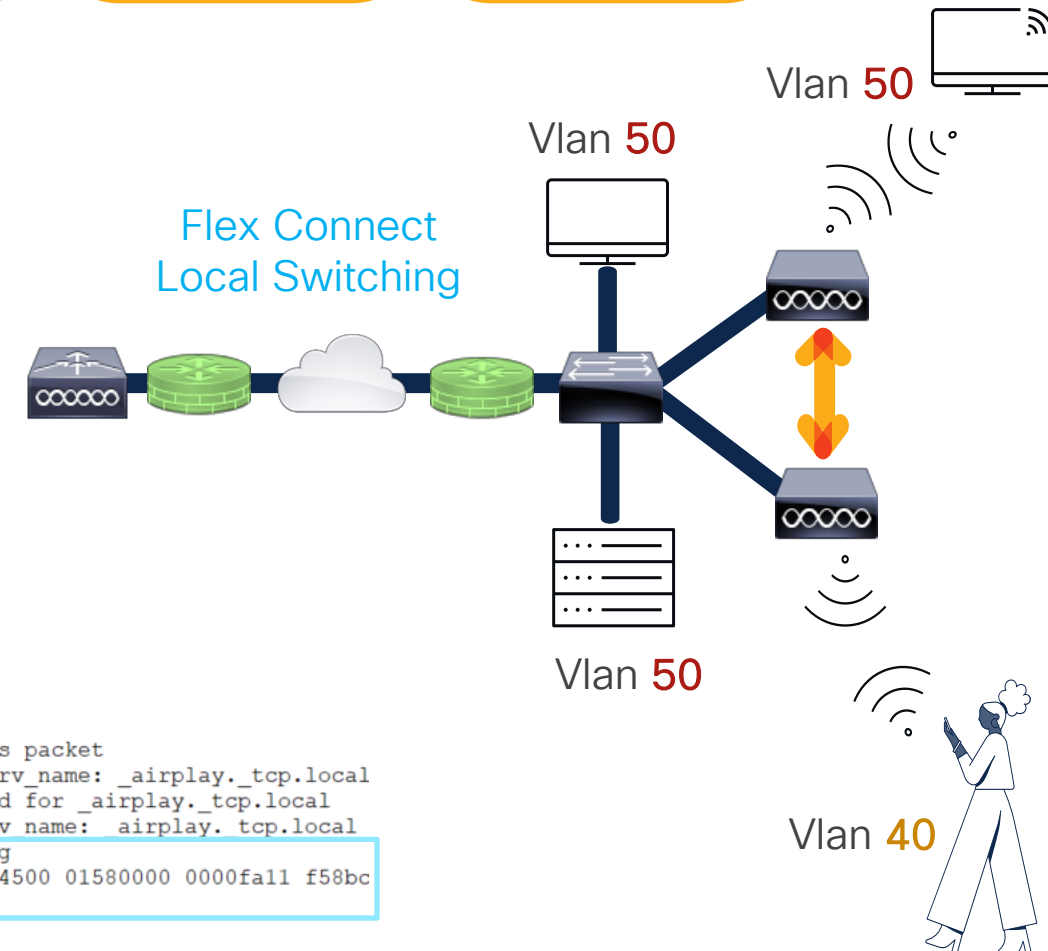 Vlan 50
Vlan 50
Flex Connect
Local Switching
Vlan 50
s packet
rv_name: _airplay._tcp.local
d for _airplay._tcp.local
v_name: _airplay._tcp.local
g
4500 01580000 0000fa11 f58bc
Vlan 40